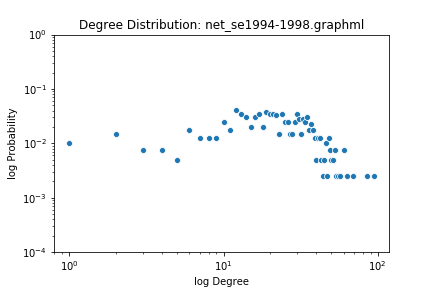 Degree Distribution: net_se1994-1998.graphml
log Probability
10⁰
10⁻¹
10⁻²
10⁻³
10⁻⁴
10⁰ 10¹ 10²
log Degree